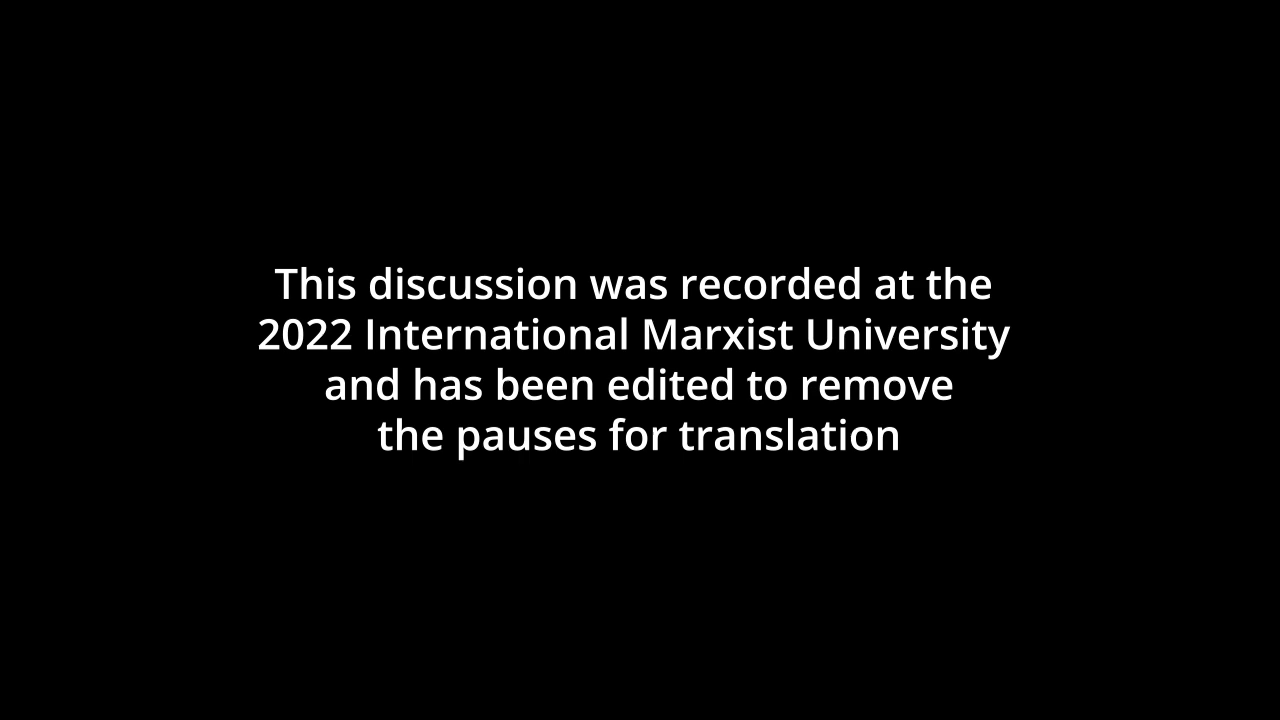 This discussion was recorded at the
2022 International Marxist University
and has been edited to remove
the pauses for translation